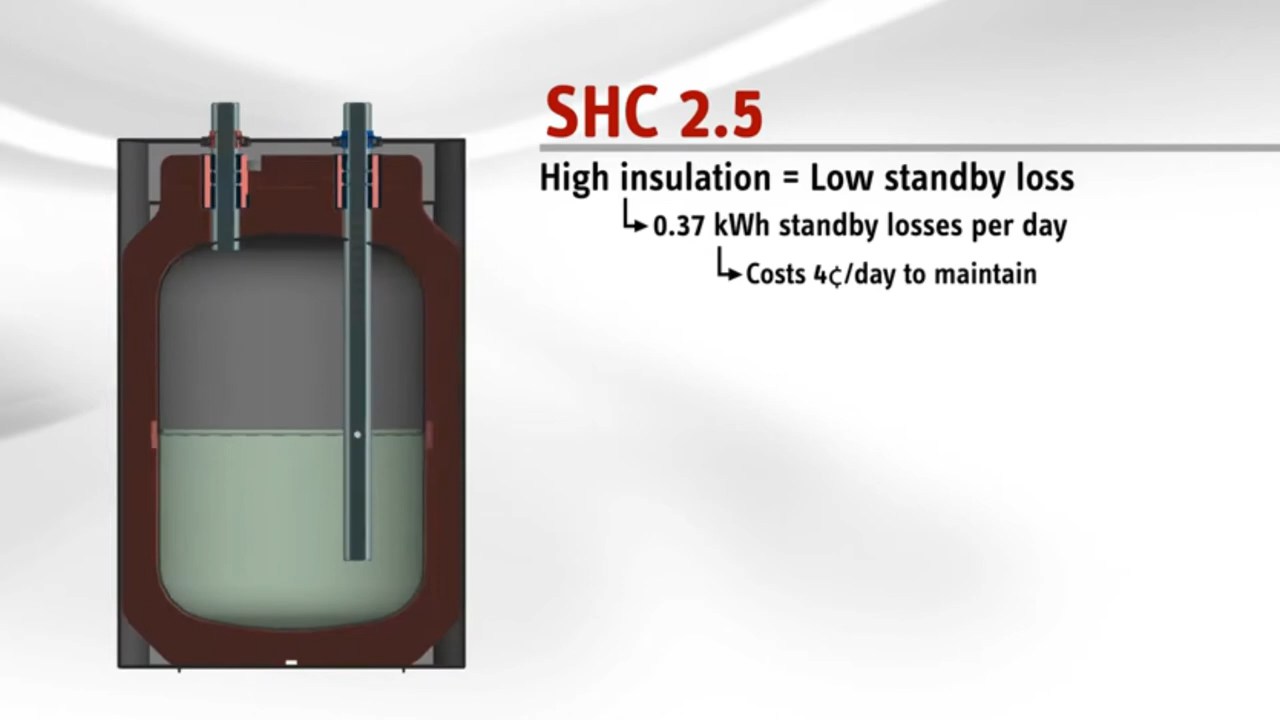 SHC 2.5
High insulation = Low standby loss
0.37 kWh standby losses per day
Costs 4¢/day to maintain